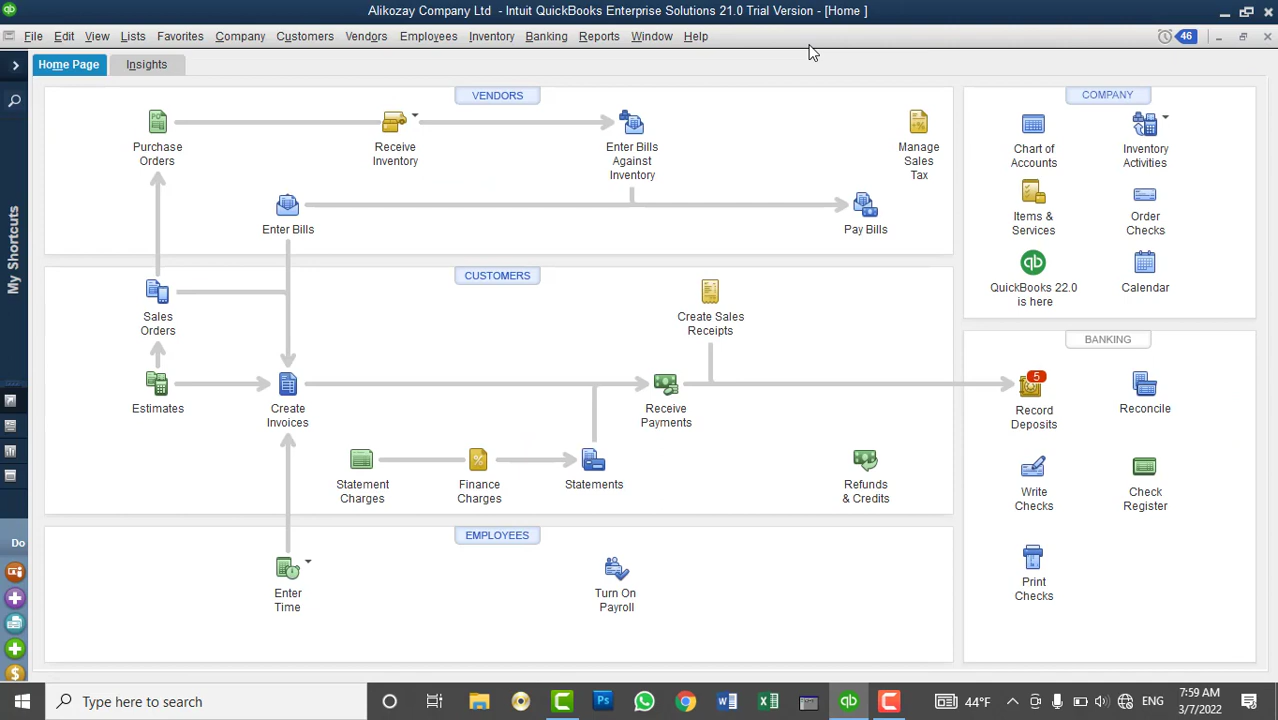 Alikozay Company Ltd - Intuit QuickBooks Enterprise Solutions 21.0 Trial Version - [Home ]
File Edit View Lists Favorites Company Customers Vendors Employees Inventory Banking Reports Window Help
46
Home Page
Insights
My Shortcuts
Do
VENDORS
Purchase
Orders
Receive
Inventory
Enter Bills
Against
Inventory
Manage
Sales
Tax
Enter Bills
Pay Bills
CUSTOMERS
Sales
Orders
Create Sales
Receipts
Estimates
Create
Invoices
Receive
Payments
Statement
Charges
Finance
Charges
Statements
Refunds
& Credits
EMPLOYEES
Enter
Time
Turn On
Payroll
COMPANY
Chart of
Accounts
Inventory
Activities
Items &
Services
Order
Checks
qb
QuickBooks 22.0
is here
Calendar
BANKING
5
Record
Deposits
Reconcile
Write
Checks
Check
Register
Print
Checks
Type here to search
44°F
ENG
7:59 AM
3/7/2022